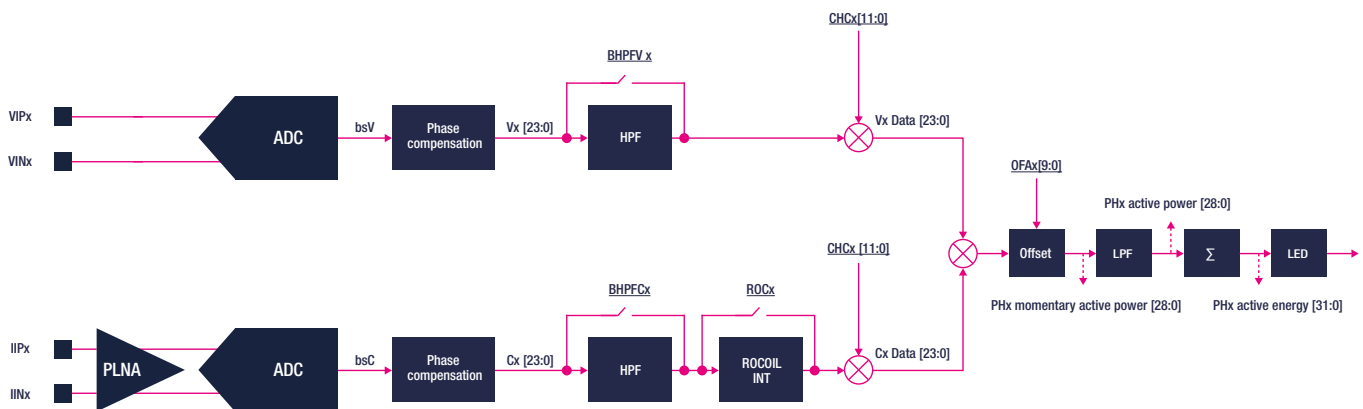 CHCx[11:0]
BHPFV x
VIPx
VINx
ADC
bsV
Phase
compensation
Vx [23:0]
HPF
Vx Data [23:0]
OFAx[9:0]
PHx active power [28:0]
Offset
LPF
Σ
LED
PHx momentary active power [28:0]
PHx active energy [31:0]
CHCx [11:0]
BHPFCx
ROCx
IIPx
IINx
PLNA
ADC
bsC
Phase
compensation
Cx [23:0]
HPF
ROCOIL
INT
Cx Data [23:0]